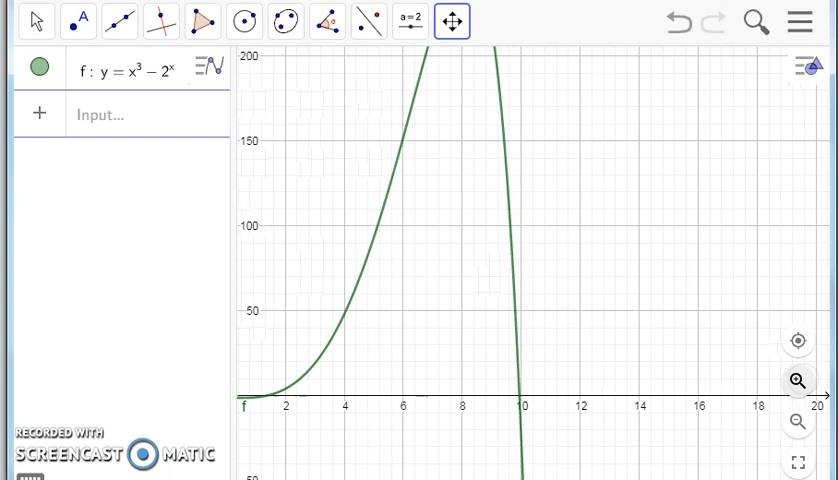 A
α
a=2
f: y = x³ − 2ˣ
+ Input...
200
150
100
50
50
f
2 4 6 8 10 12 14 16 18 20
RECORDED WITH
SCREENCAST MATIC